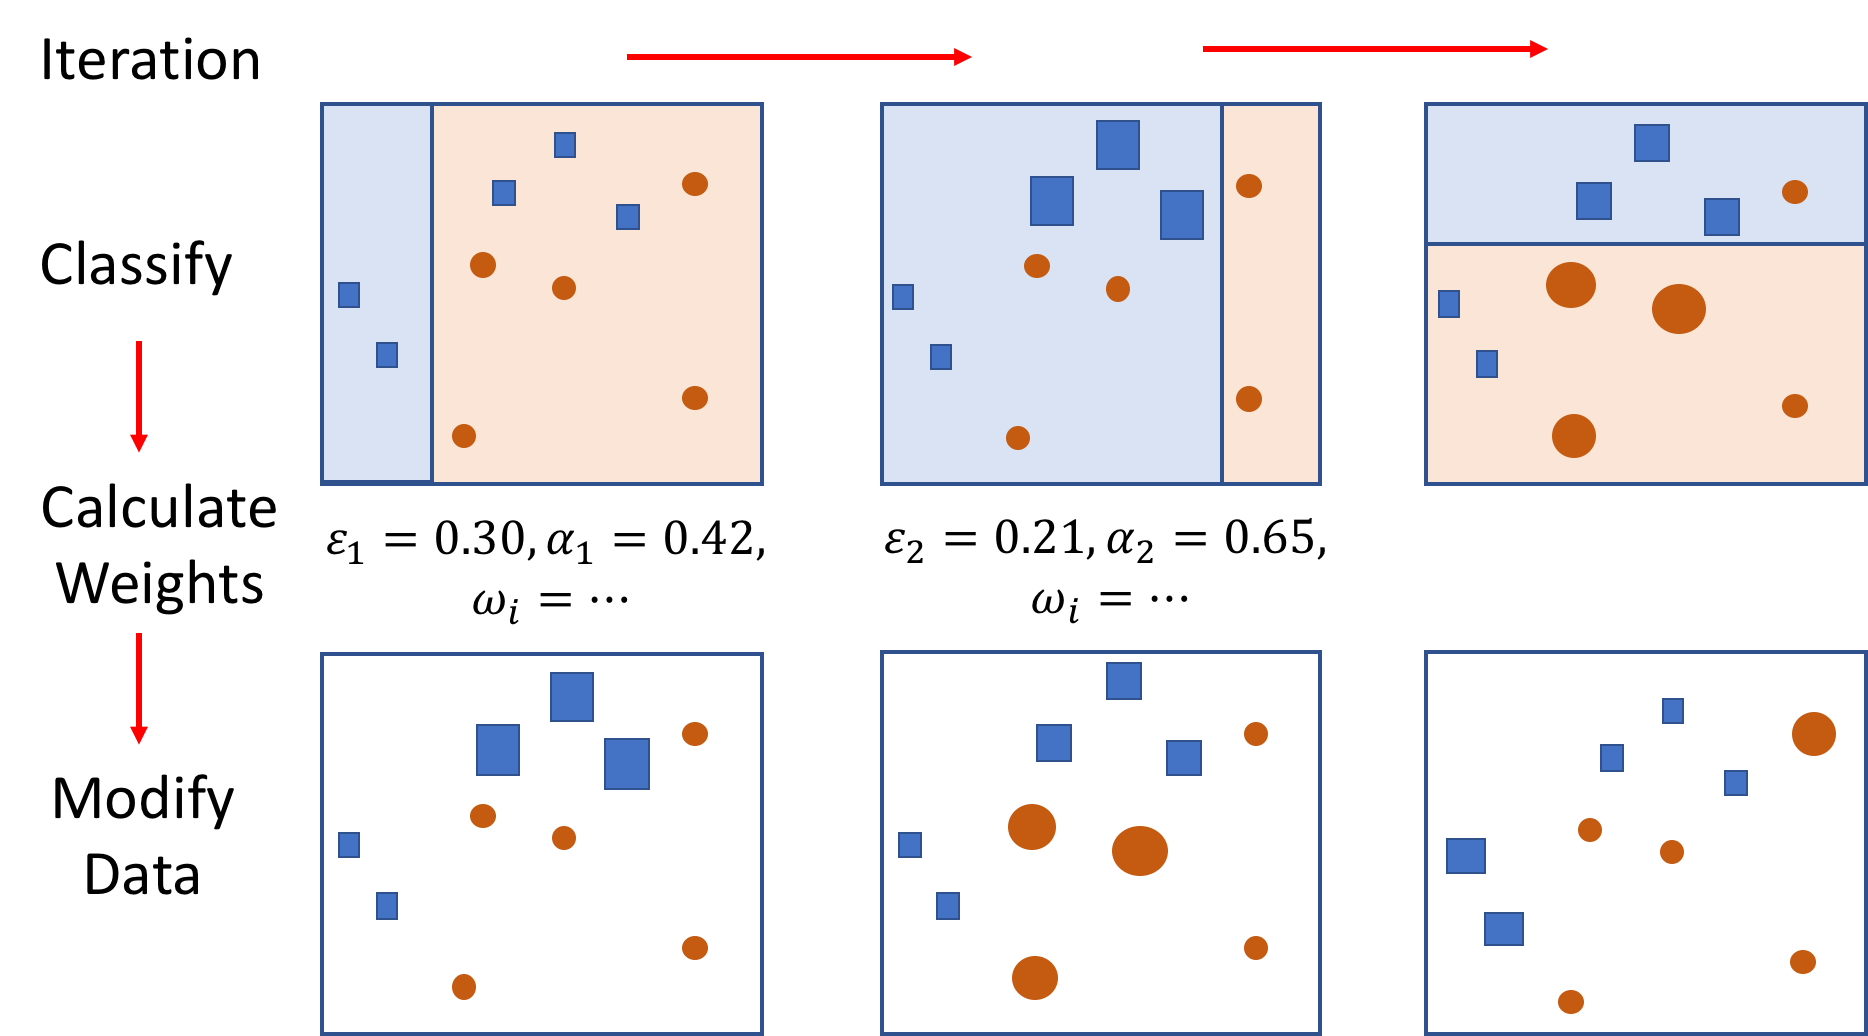 Iteration
Classify
Calculate
Weights
ε₁ = 0.30, α₁ = 0.42,
ωᵢ = ⋯
ε₂ = 0.21, α₂ = 0.65,
ωᵢ = ⋯
Modify
Data